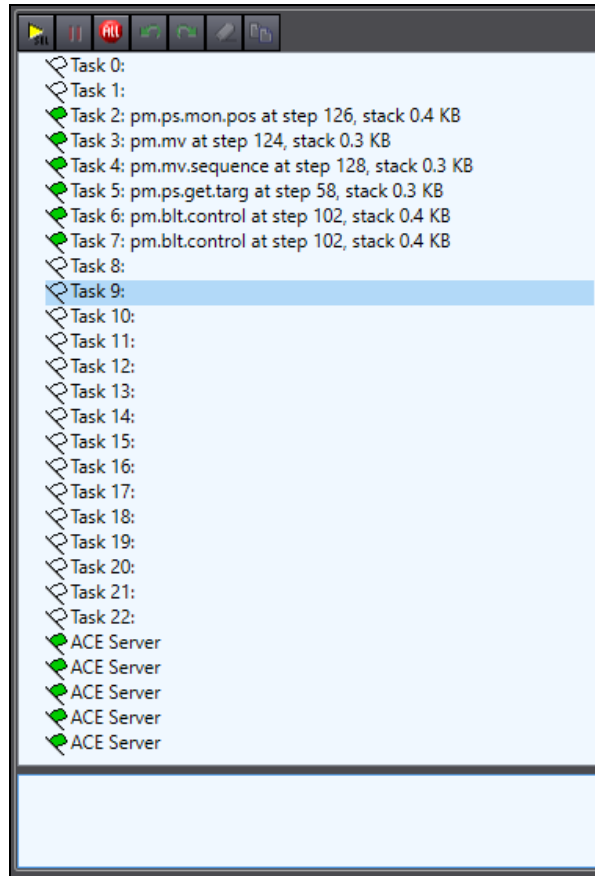 SEL
All
Task 0:
Task 1:
Task 2: pm.ps.mon.pos at step 126, stack 0.4 KB
Task 3: pm.mv at step 124, stack 0.3 KB
Task 4: pm.mv.sequence at step 128, stack 0.3 KB
Task 5: pm.ps.get.targ at step 58, stack 0.3 KB
Task 6: pm.blt.control at step 102, stack 0.4 KB
Task 7: pm.blt.control at step 102, stack 0.4 KB
Task 8:
Task 9:
Task 10:
Task 11:
Task 12:
Task 13:
Task 14:
Task 15:
Task 16:
Task 17:
Task 18:
Task 19:
Task 20:
Task 21:
Task 22:
ACE Server
ACE Server
ACE Server
ACE Server
ACE Server